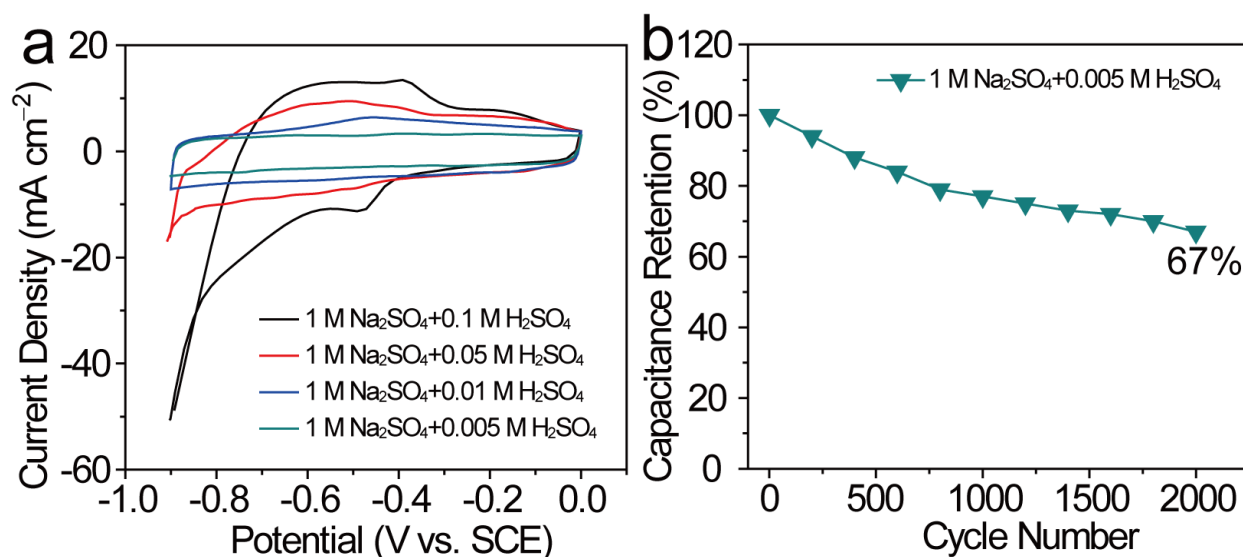 a
20
0
-20
-40
-60
Current Density (mA cm⁻²)
1 M Na₂SO₄+0.1 M H₂SO₄
1 M Na₂SO₄+0.05 M H₂SO₄
1 M Na₂SO₄+0.01 M H₂SO₄
1 M Na₂SO₄+0.005 M H₂SO₄
-1.0 -0.8 -0.6 -0.4 -0.2 0.0
Potential (V vs. SCE)
b
120
100
80
60
40
20
0
Capacitance Retention (%)
1 M Na₂SO₄+0.005 M H₂SO₄
67%
0 500 1000 1500 2000
Cycle Number